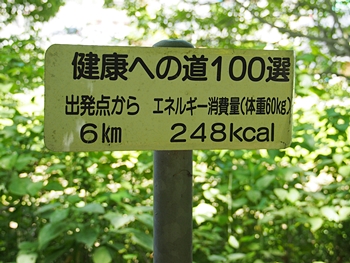 健康への道100選
出発点から エネルギー消費量(体重60kg)
6km 248kcal